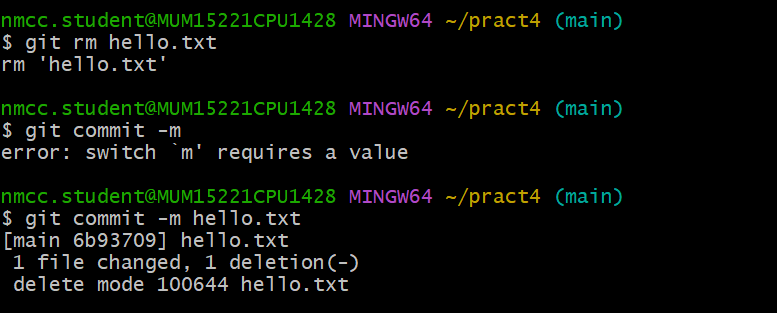 nmcc.student@MUM15221CPU1428 MINGW64 ~/pract4 (main)
$ git rm hello.txt
rm 'hello.txt'
nmcc.student@MUM15221CPU1428 MINGW64 ~/pract4 (main)
$ git commit -m
error: switch `m' requires a value
nmcc.student@MUM15221CPU1428 MINGW64 ~/pract4 (main)
$ git commit -m hello.txt
[main 6b93709] hello.txt
 1 file changed, 1 deletion(-)
 delete mode 100644 hello.txt